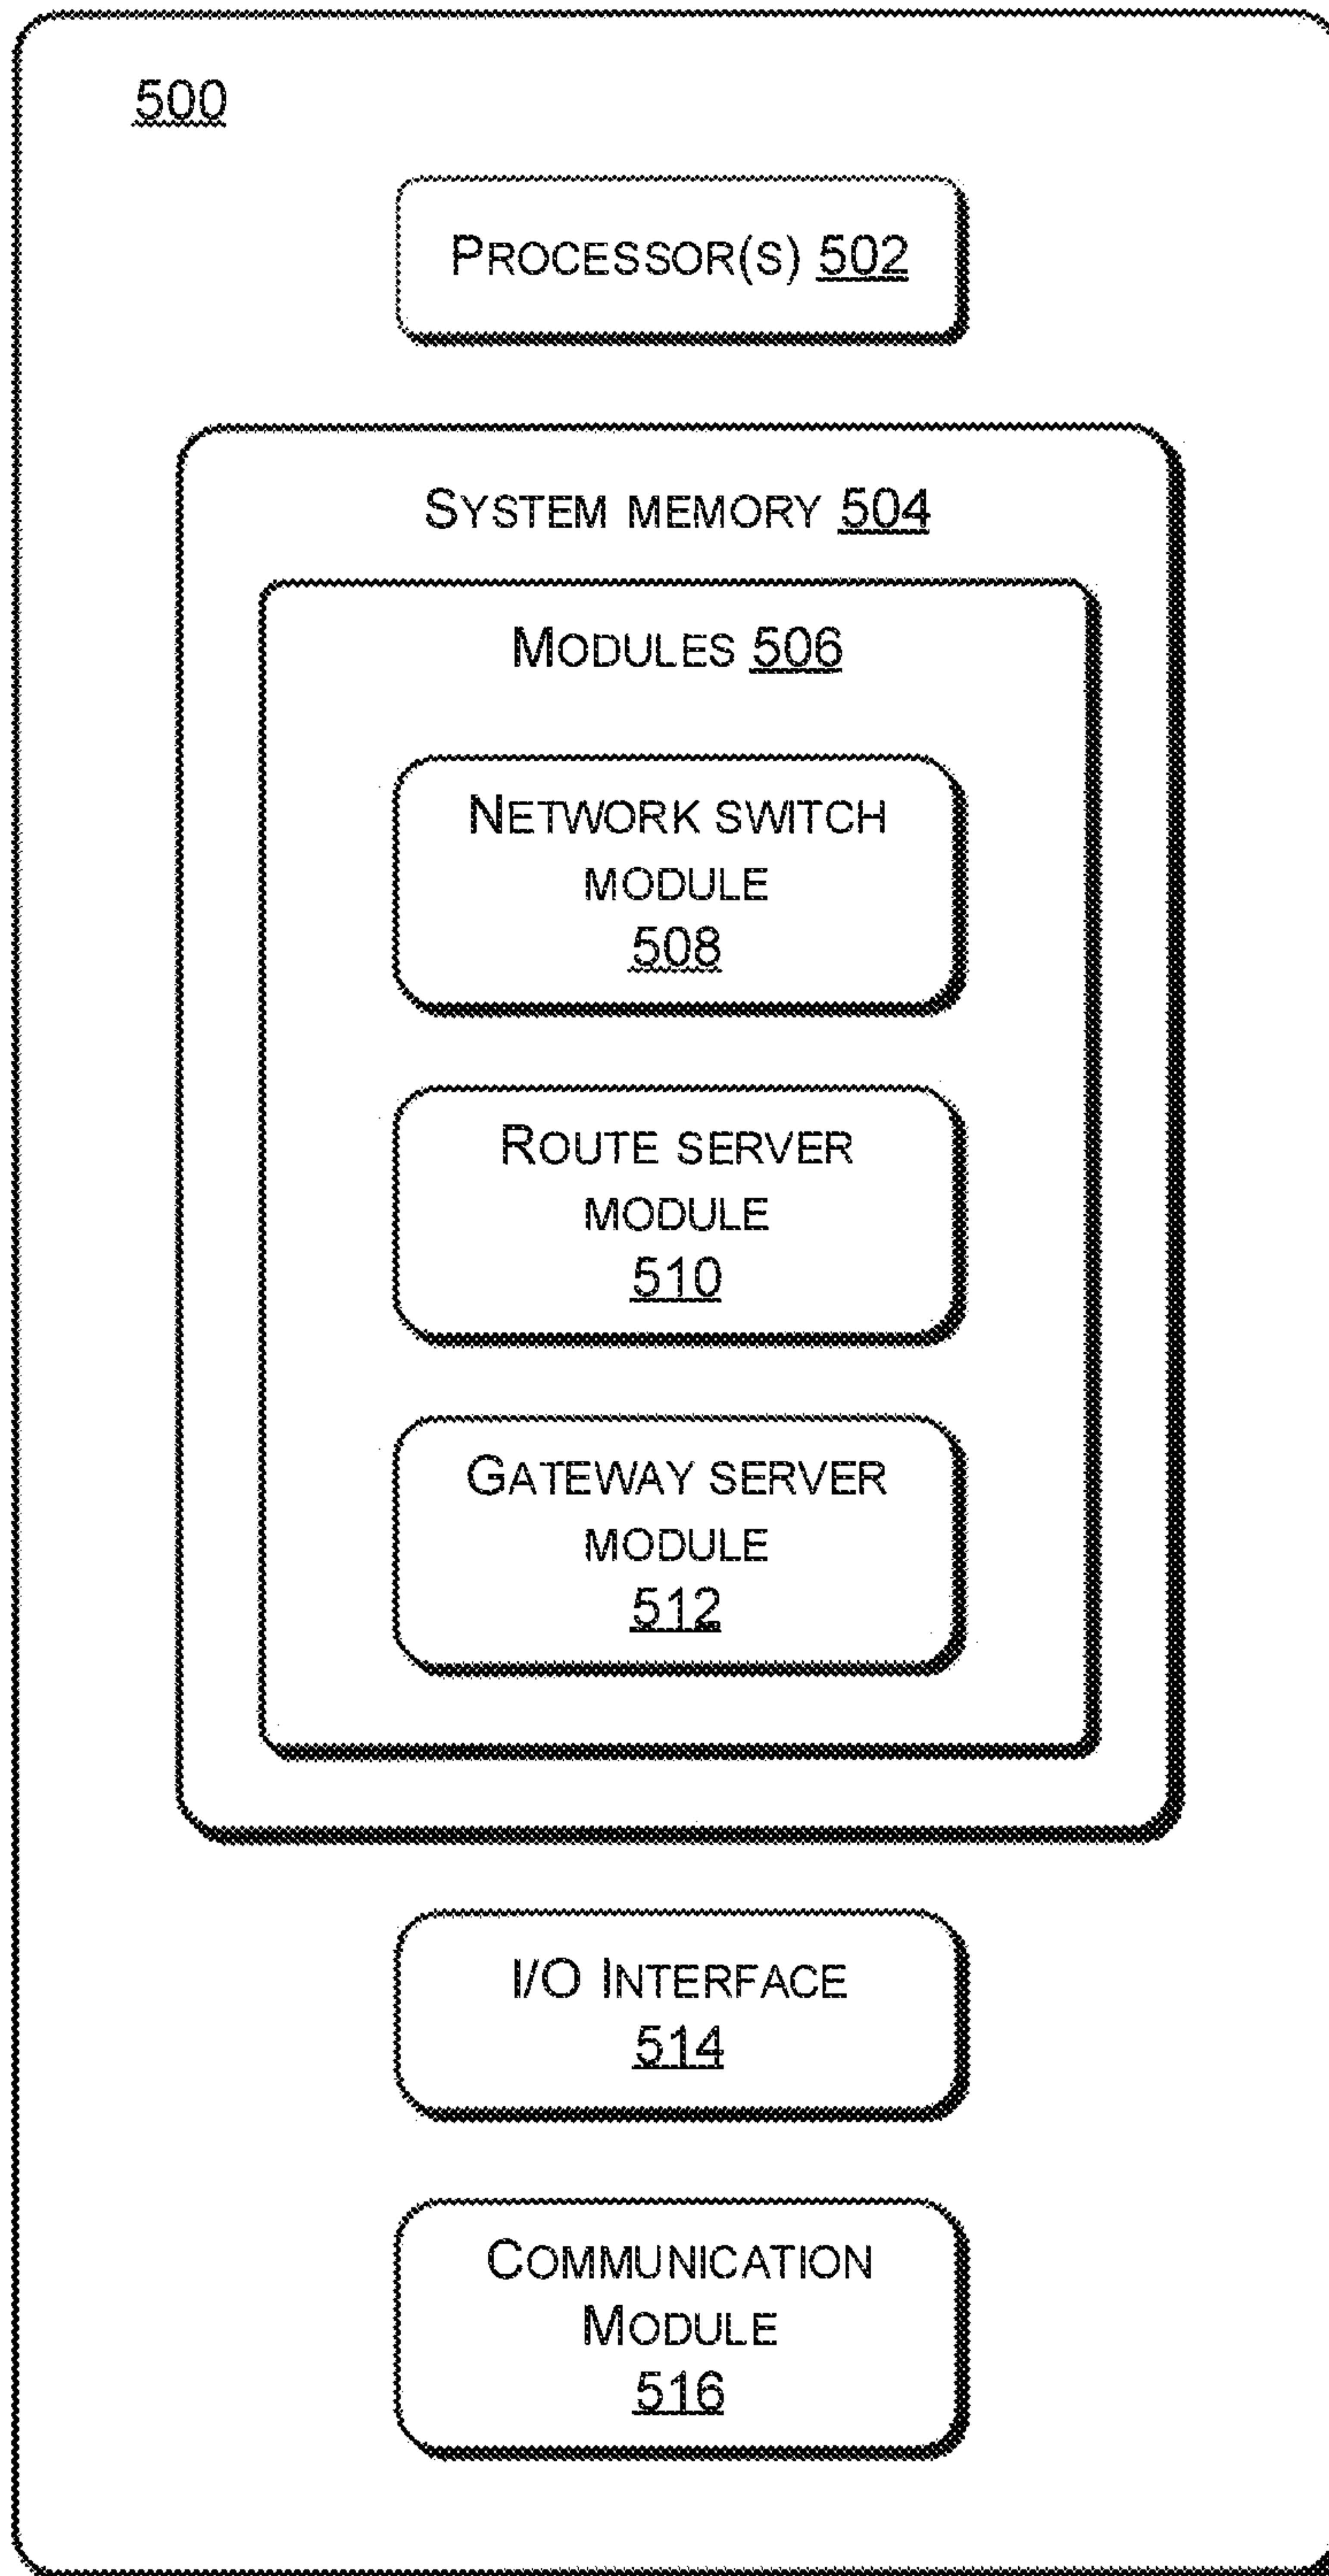 500
PROCESSOR(S) 502
SYSTEM MEMORY 504
MODULES 506
NETWORK SWITCH
MODULE
508
ROUTE SERVER
MODULE
510
GATEWAY SERVER
MODULE
512
I/O INTERFACE
514
COMMUNICATION
MODULE
516